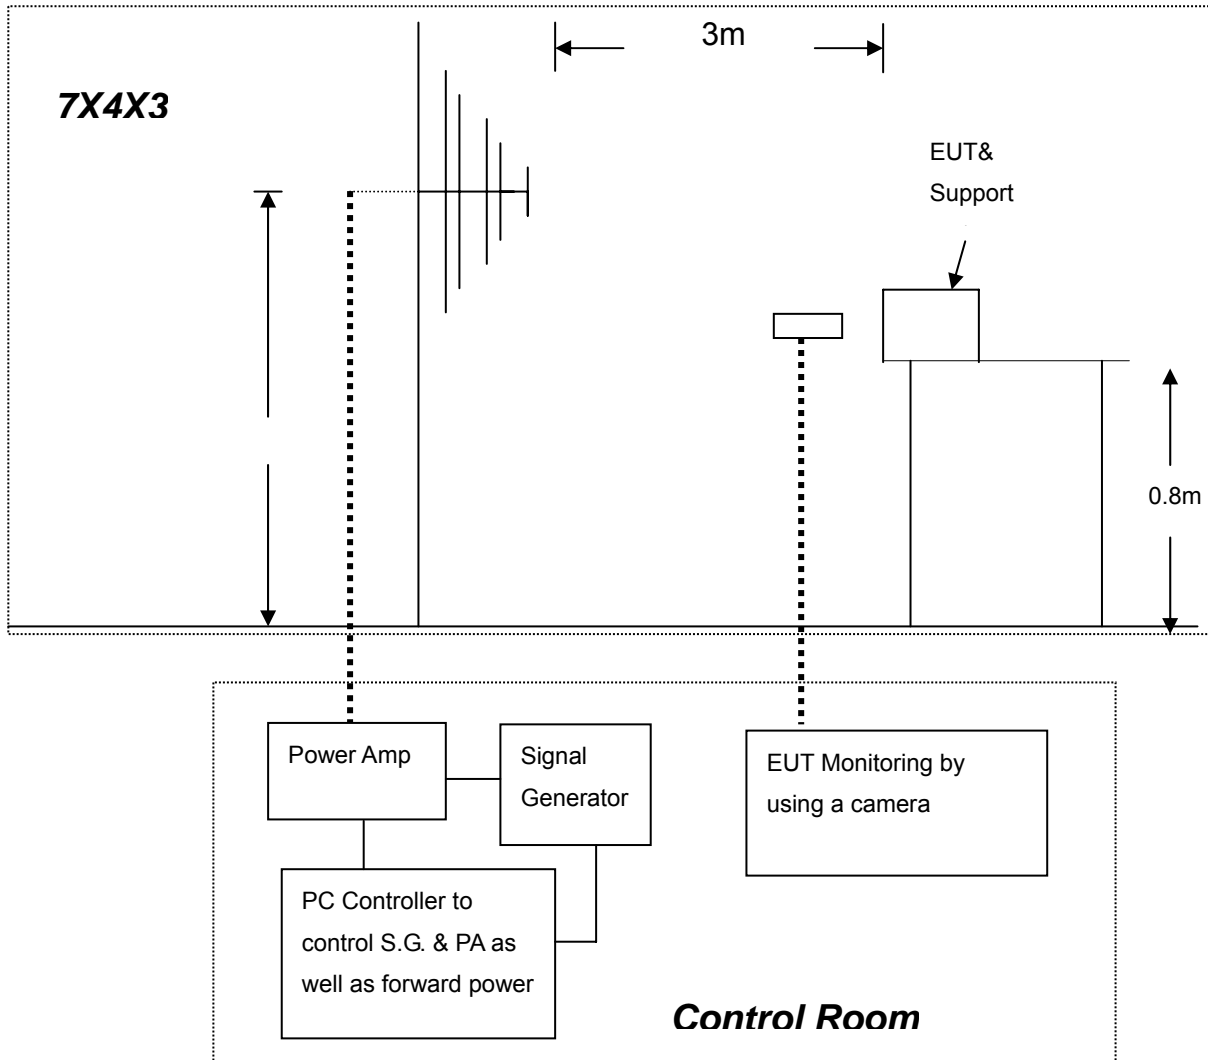 3m
7X4X3
EUT&
Support
0.8m
Power Amp
Signal
Generator
EUT Monitoring by
using a camera
PC Controller to
control S.G. & PA as
well as forward power
Control Room